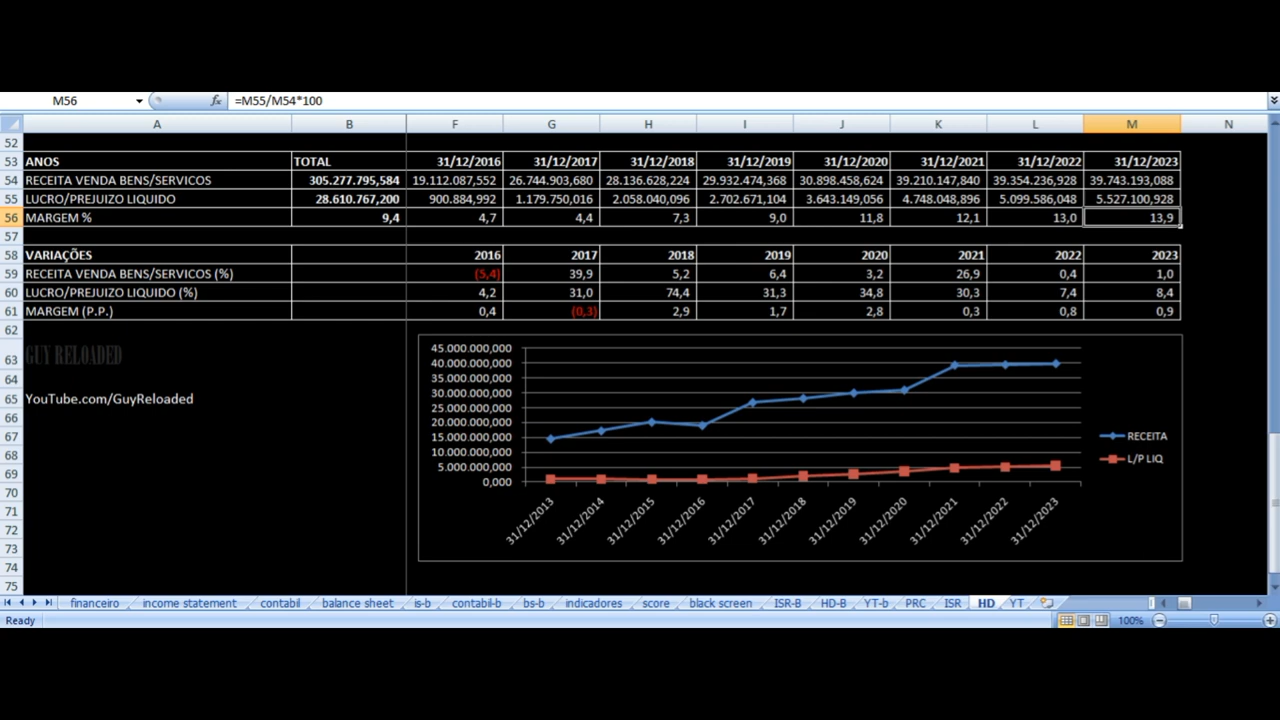 M56 fx =M55/M54*100
A B F G H I J K L M N
52
53 ANOS TOTAL 31/12/2016 31/12/2017 31/12/2018 31/12/2019 31/12/2020 31/12/2021 31/12/2022 31/12/2023
54 RECEITA VENDA BENS/SERVICOS 305.277.795,584 19.112.087,552 26.744.903,680 28.136.628,224 29.932.474,368 30.898.458,624 39.210.147,840 39.354.236,928 39.743.193,088
55 LUCRO/PREJUIZO LIQUIDO 28.610.767,200 900.884,992 1.179.750,016 2.058.040,096 2.702.671,104 3.643.149,056 4.748.048,896 5.099.586,048 5.527.100,928
56 MARGEM % 9,4 4,7 4,4 7,3 9,0 11,8 12,1 13,0 13,9
57
58 VARIAÇÕES 2016 2017 2018 2019 2020 2021 2022 2023
59 RECEITA VENDA BENS/SERVICOS (%) (5,4) 39,9 5,2 6,4 3,2 26,9 0,4 1,0
60 LUCRO/PREJUIZO LIQUIDO (%) 4,2 31,0 74,4 31,3 34,8 30,3 7,4 8,4
61 MARGEM (P.P.) 0,4 (0,3) 2,9 1,7 2,8 0,3 0,8 0,9
62
63 GUY RELOADED
64
65 YouTube.com/GuyReloaded
66
67
68
69
70
71
72
73
74
75
45.000.000,000
40.000.000,000
35.000.000,000
30.000.000,000
25.000.000,000
20.000.000,000
15.000.000,000
10.000.000,000
5.000.000,000
0,000
31/12/2013 31/12/2014 31/12/2015 31/12/2016 31/12/2017 31/12/2018 31/12/2019 31/12/2020 31/12/2021 31/12/2022 31/12/2023
RECEITA
L/P LIQ
financeiro income statement contabil balance sheet is-b contabil-b bs-b indicadores score black screen ISR-B HD-B YT-b PRC ISR HD YT
Ready 100%